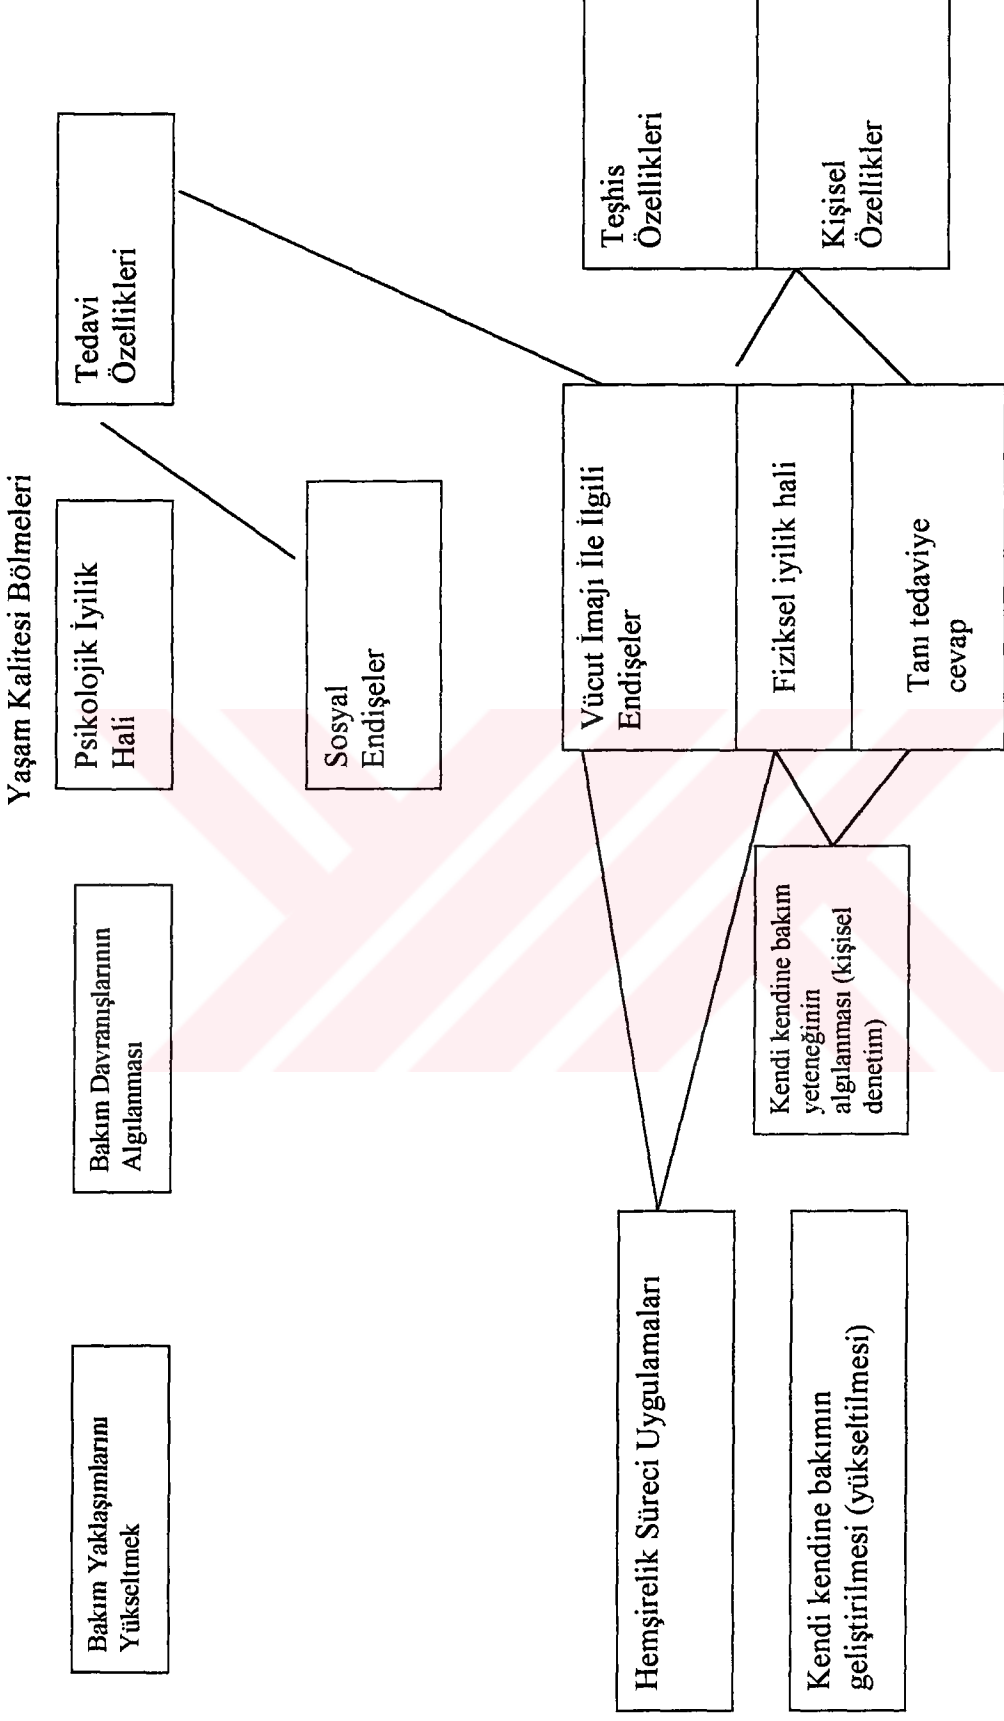 Yaşam Kalitesi Bölmeleri
Bakım Yaklaşımlarını
Yükseltmek
Bakım Davranışlarının
Algılanması
Psikolojik İyilik
Hali
Tedavi
Özellikleri
Sosyal
Endişeler
Hemşirelik Süreci Uygulamaları
Vücut İmajı İle İlgili
Endişeler
Teşhis
Özellikleri
Fiziksel iyilik hali
Kendi kendine bakım
yeteneğinin
algılanması (kişisel
denetim)
Kişisel
Özellikler
Kendi kendine bakımın
geliştirilmesi (yükseltilmesi)
Tanı tedaviye
cevap